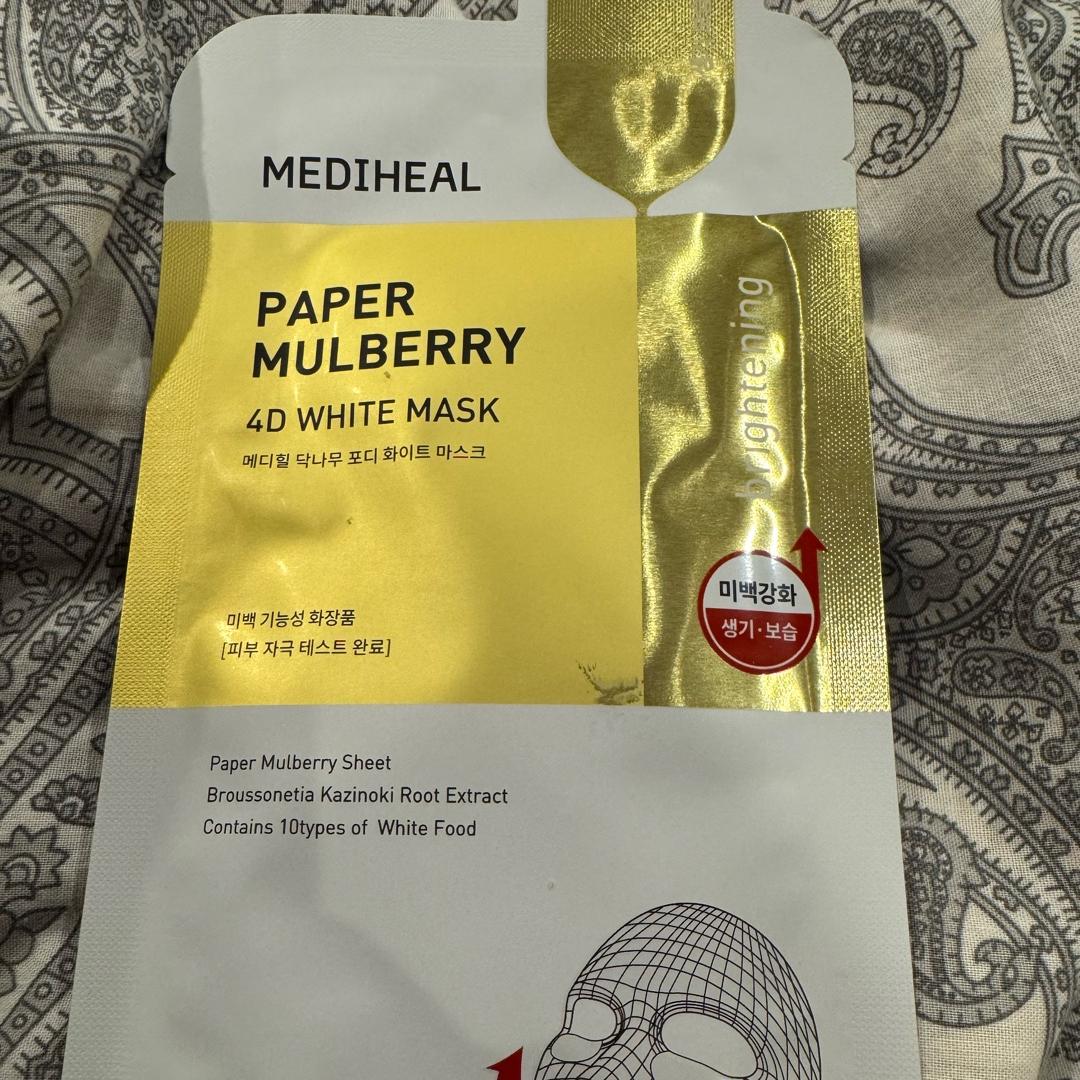 MEDIHEAL
PAPER
MULBERRY
4D WHITE MASK
메디힐 닥나무 포디 화이트 마스크
brightening
미백강화
생기·보습
미백 기능성 화장품
[피부 자극 테스트 완료]
Paper Mulberry Sheet
Broussonetia Kazinoki Root Extract
Contains 10types of White Food